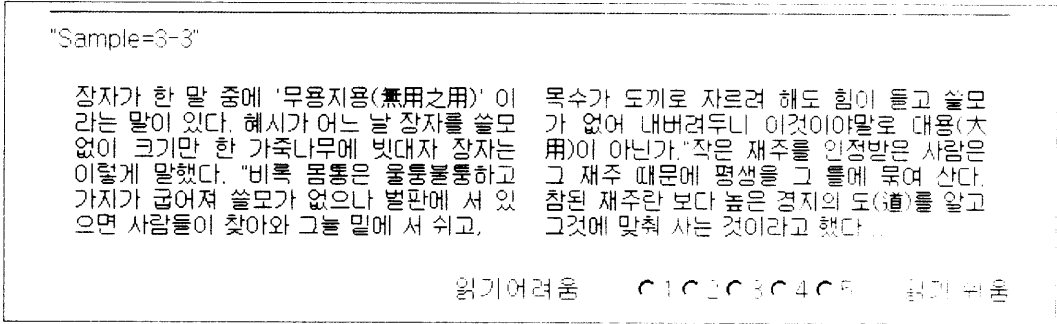 "Sample=3-3"
장자가 한 말 중에 '무용지용(無用之用)' 이
라는 말이 있다. 혜시가 어느 날 장자를 쓸모
없이 크기만 한 가죽나무에 빗대자 장자는
이렇게 말했다. "비록 몸통은 울퉁불퉁하고
가지가 굽어져 쓸모가 없으나 벌판에 서 있
으면 사람들이 찾아와 그늘 밑에 서 쉬고,
목수가 도끼로 자르려 해도 힘이 들고 쓸모
가 없어 내버려두니 이것이야말로 대용(大
用)이 아닌가."작은 재주를 인정받은 사람은
그 재주 때문에 평생을 그 틀에 묶여 산다.
참된 재주란 보다 높은 경지의 도(道)를 알고
그것에 맞춰 사는 것이라고 했다...
읽기어려움 1 2 3 4 5 읽기 쉬움